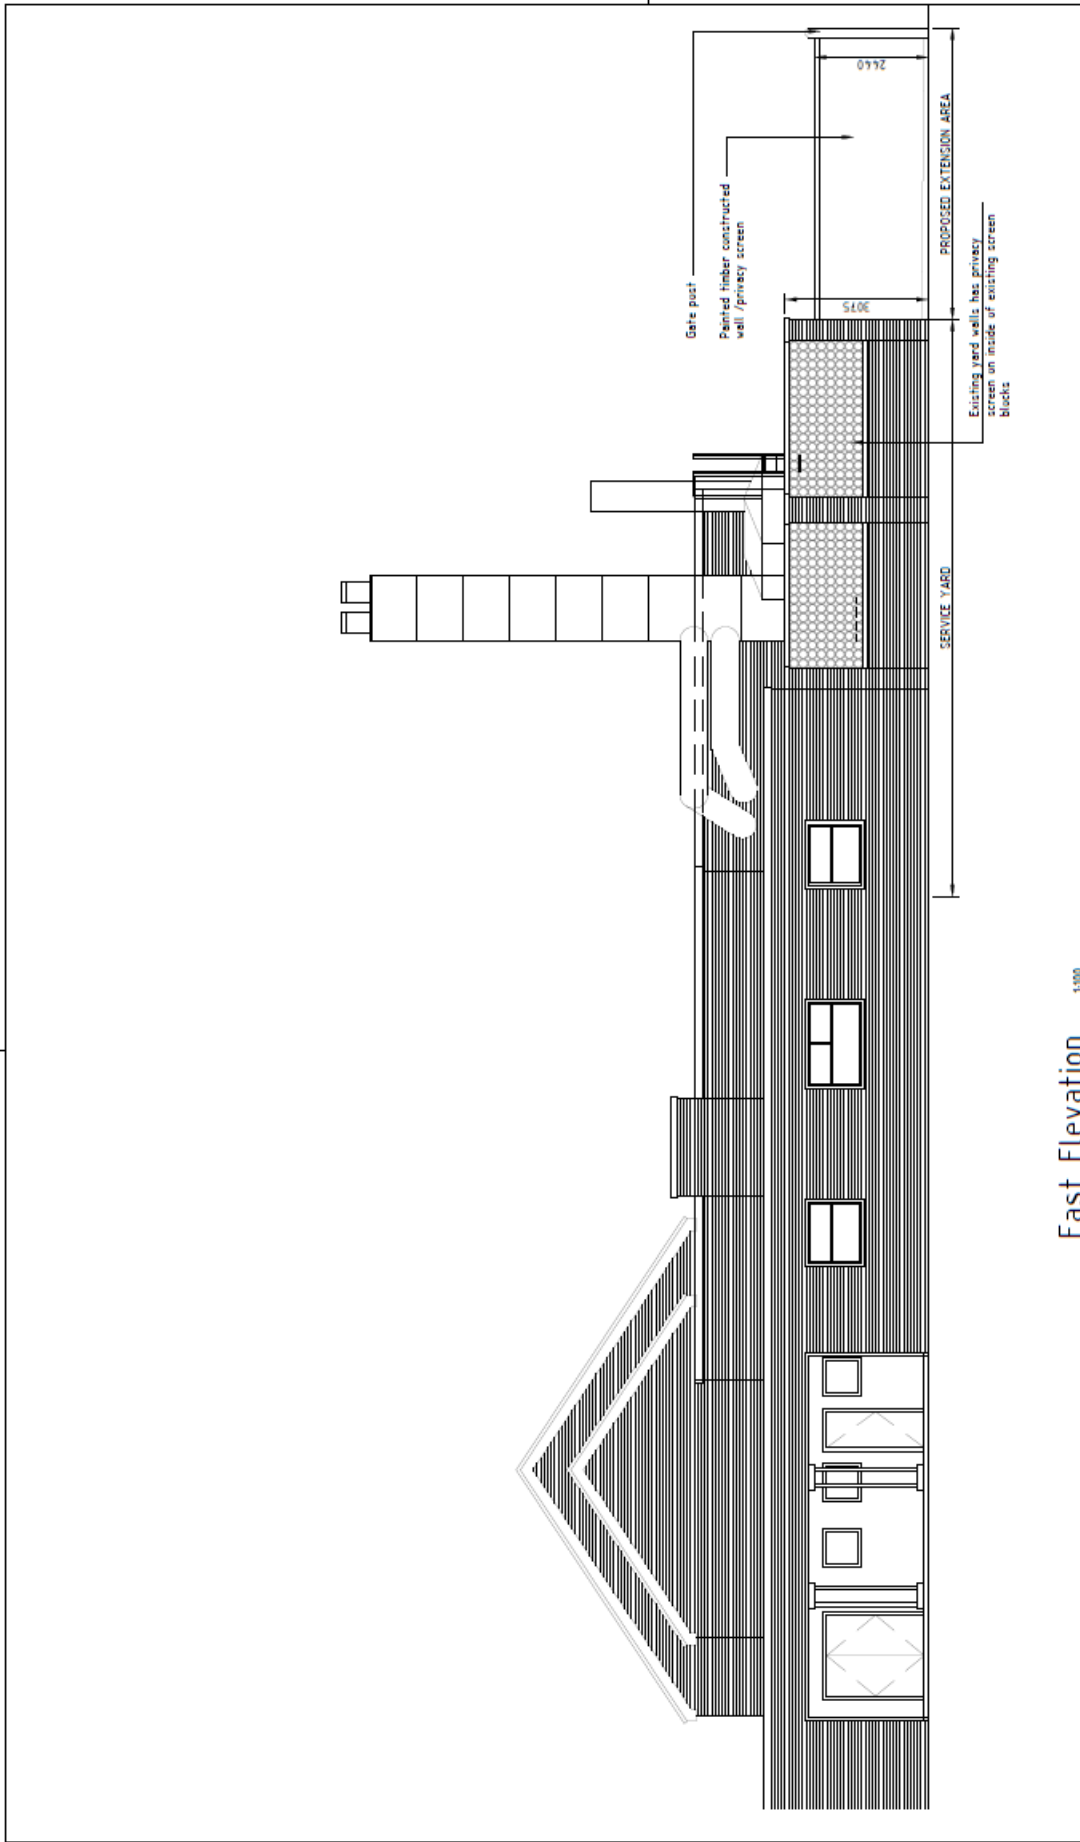 Gate post
Painted timber constructed
wall /privacy screen
2440
3075
PROPOSED EXTENSION AREA
Existing yard walls has privacy
screen on inside of existing screen
blocks
SERVICE YARD
East Elevation
1:100